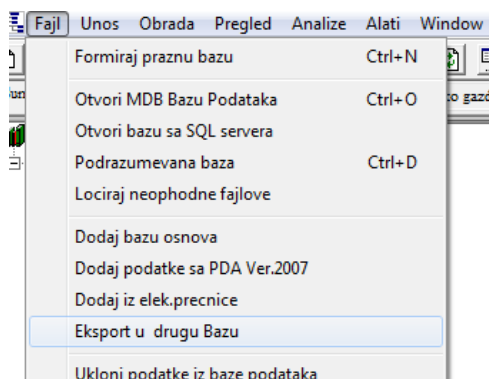 Fajl Unos Obrada Pregled Analize Alati Window
Formiraj praznu bazu Ctrl+N
Otvori MDB Bazu Podataka Ctrl+O
Otvori bazu sa SQL servera
Podrazumevana baza Ctrl+D
Lociraj neophodne fajlove
Dodaj bazu osnova
Dodaj podatke sa PDA Ver.2007
Dodaj iz elek.precnice
Eksport u drugu Bazu
Ukloni podatke iz baze podataka